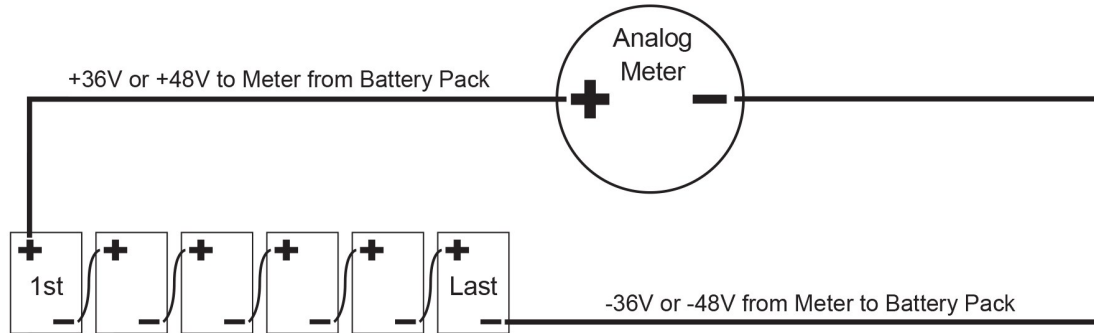 Analog
Meter
+36V or +48V to Meter from Battery Pack
+ −
+ + + + + +
1st Last
− − − − − −
-36V or -48V from Meter to Battery Pack